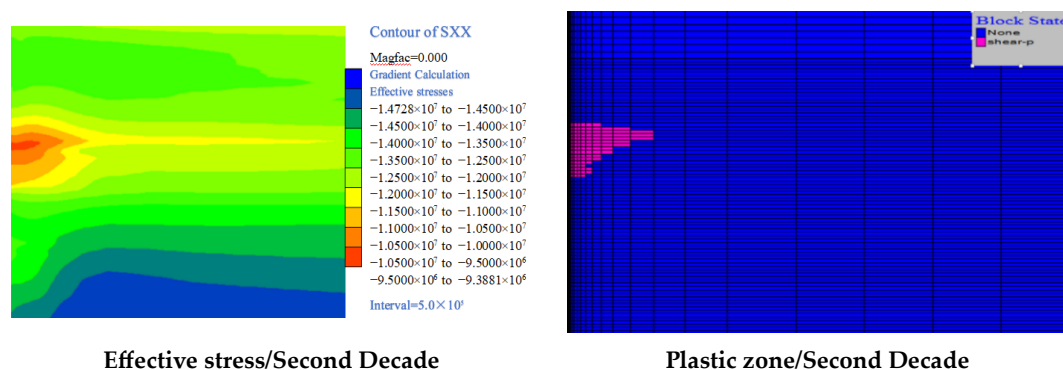 Contour of SXX
Magfac=0.000
Gradient Calculation
Effective stresses
−1.4728×10⁷ to −1.4500×10⁷
−1.4500×10⁷ to −1.4000×10⁷
−1.4000×10⁷ to −1.3500×10⁷
−1.3500×10⁷ to −1.2500×10⁷
−1.2500×10⁷ to −1.2000×10⁷
−1.2000×10⁷ to −1.1500×10⁷
−1.1500×10⁷ to −1.1000×10⁷
−1.1000×10⁷ to −1.0500×10⁷
−1.0500×10⁷ to −1.0000×10⁷
−1.0500×10⁷ to −9.5000×10⁶
−9.5000×10⁶ to −9.3881×10⁶
Interval=5.0×10⁵
Block State
None
shear-p
Effective stress/Second Decade
Plastic zone/Second Decade